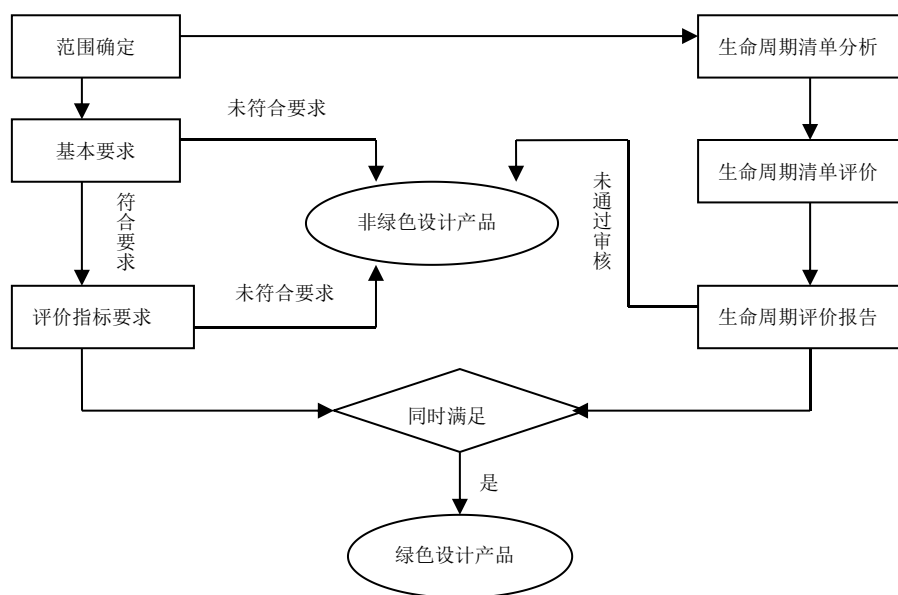 范围确定
生命周期清单分析
未符合要求
基本要求
生命周期清单评价
符合要求
非绿色设计产品
未通过审核
未符合要求
评价指标要求
生命周期评价报告
同时满足
是
绿色设计产品